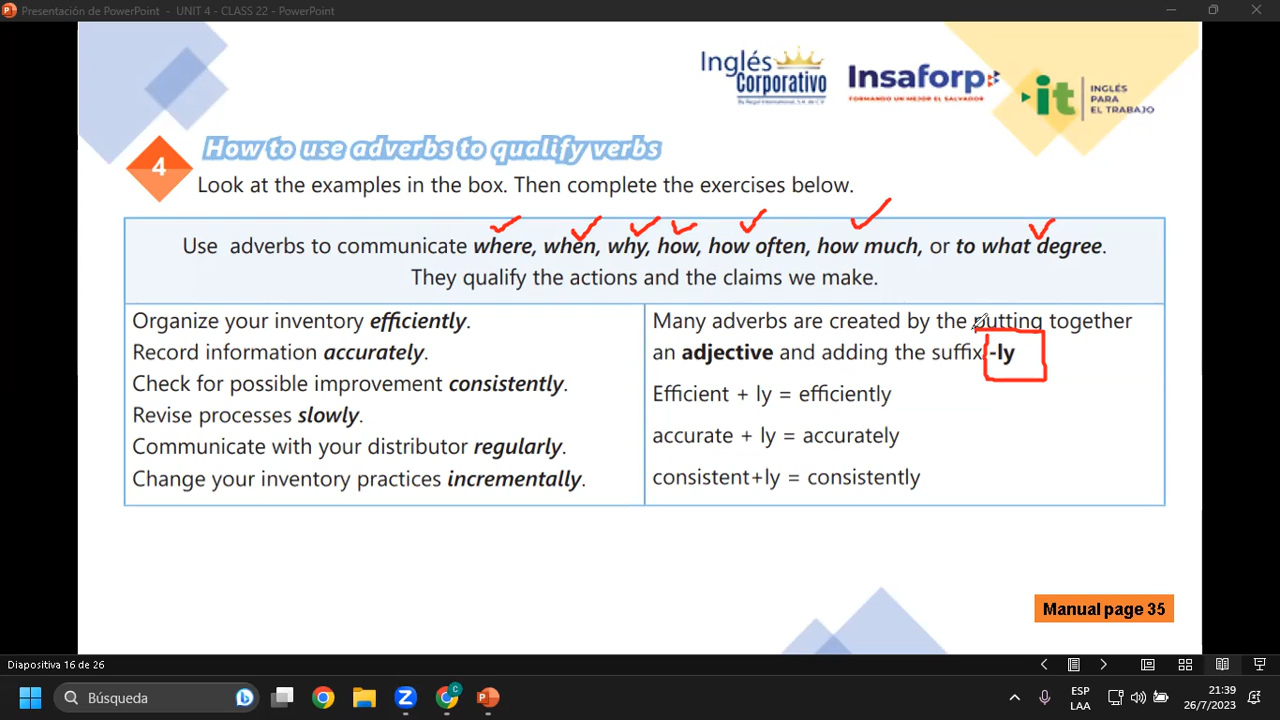 Presentación de PowerPoint - UNIT 4 - CLASS 22 - PowerPoint
Inglés
Corporativo
By Regal International, S.A. de C.V.
Insaforp
FORMANDO UN MEJOR EL SALVADOR
it
INGLÉS
PARA
EL TRABAJO
4
How to use adverbs to qualify verbs
Look at the examples in the box. Then complete the exercises below.
Use adverbs to communicate where, when, why, how, how often, how much, or to what degree.
They qualify the actions and the claims we make.
Organize your inventory efficiently.
Record information accurately.
Check for possible improvement consistently.
Revise processes slowly.
Communicate with your distributor regularly.
Change your inventory practices incrementally.
Many adverbs are created by the putting together
an adjective and adding the suffix -ly
Efficient + ly = efficiently
accurate + ly = accurately
consistent+ly = consistently
Manual page 35
Diapositiva 16 de 26
Búsqueda
ESP
LAA
21:39
26/7/2023